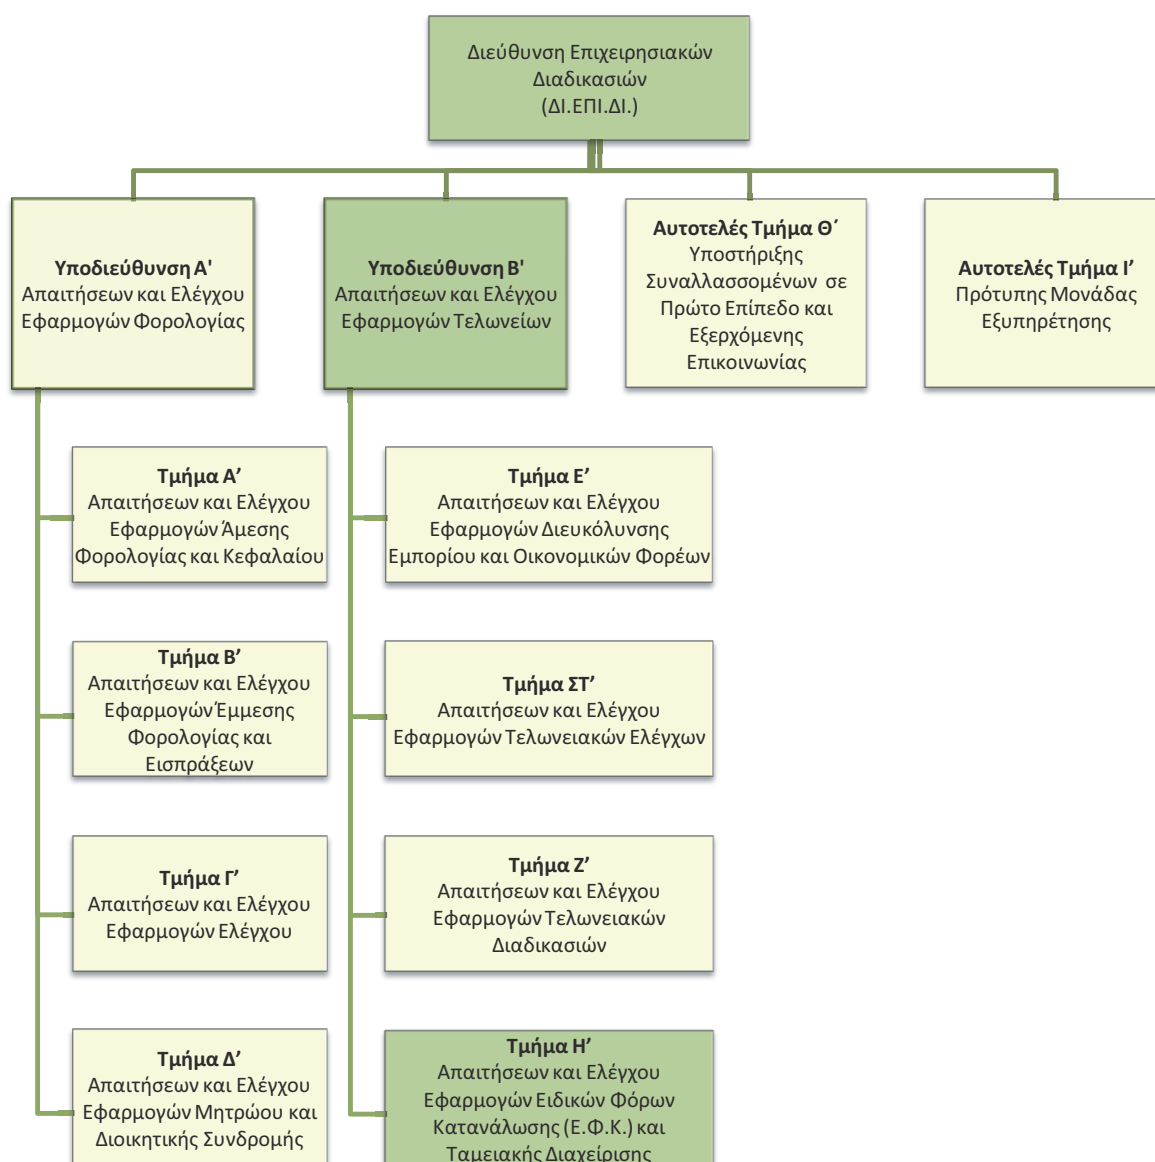 Διεύθυνση Επιχειρησιακών
Διαδικασιών
(ΔΙ.ΕΠΙ.ΔΙ.)
Υποδιεύθυνση Α'
Απαιτήσεων και Ελέγχου
Εφαρμογών Φορολογίας
Υποδιεύθυνση Β'
Απαιτήσεων και Ελέγχου
Εφαρμογών Τελωνείων
Αυτοτελές Τμήμα Θ΄
Υποστήριξης
Συναλλασσομένων σε
Πρώτο Επίπεδο και
Εξερχόμενης
Επικοινωνίας
Αυτοτελές Τμήμα Ι’
Πρότυπης Μονάδας
Εξυπηρέτησης
Τμήμα Α’
Απαιτήσεων και Ελέγχου
Εφαρμογών Άμεσης
Φορολογίας και Κεφαλαίου
Τμήμα Β’
Απαιτήσεων και Ελέγχου
Εφαρμογών Έμμεσης
Φορολογίας και
Εισπράξεων
Τμήμα Γ’
Απαιτήσεων και Ελέγχου
Εφαρμογών Ελέγχου
Τμήμα Δ’
Απαιτήσεων και Ελέγχου
Εφαρμογών Μητρώου και
Διοικητικής Συνδρομής
Τμήμα Ε’
Απαιτήσεων και Ελέγχου
Εφαρμογών Διευκόλυνσης
Εμπορίου και Οικονομικών Φορέων
Τμήμα ΣΤ’
Απαιτήσεων και Ελέγχου
Εφαρμογών Τελωνειακών Ελέγχων
Τμήμα Ζ’
Απαιτήσεων και Ελέγχου
Εφαρμογών Τελωνειακών
Διαδικασιών
Τμήμα Η’
Απαιτήσεων και Ελέγχου
Εφαρμογών Ειδικών Φόρων
Κατανάλωσης (Ε.Φ.Κ.) και
Ταμειακής Διαχείρισης